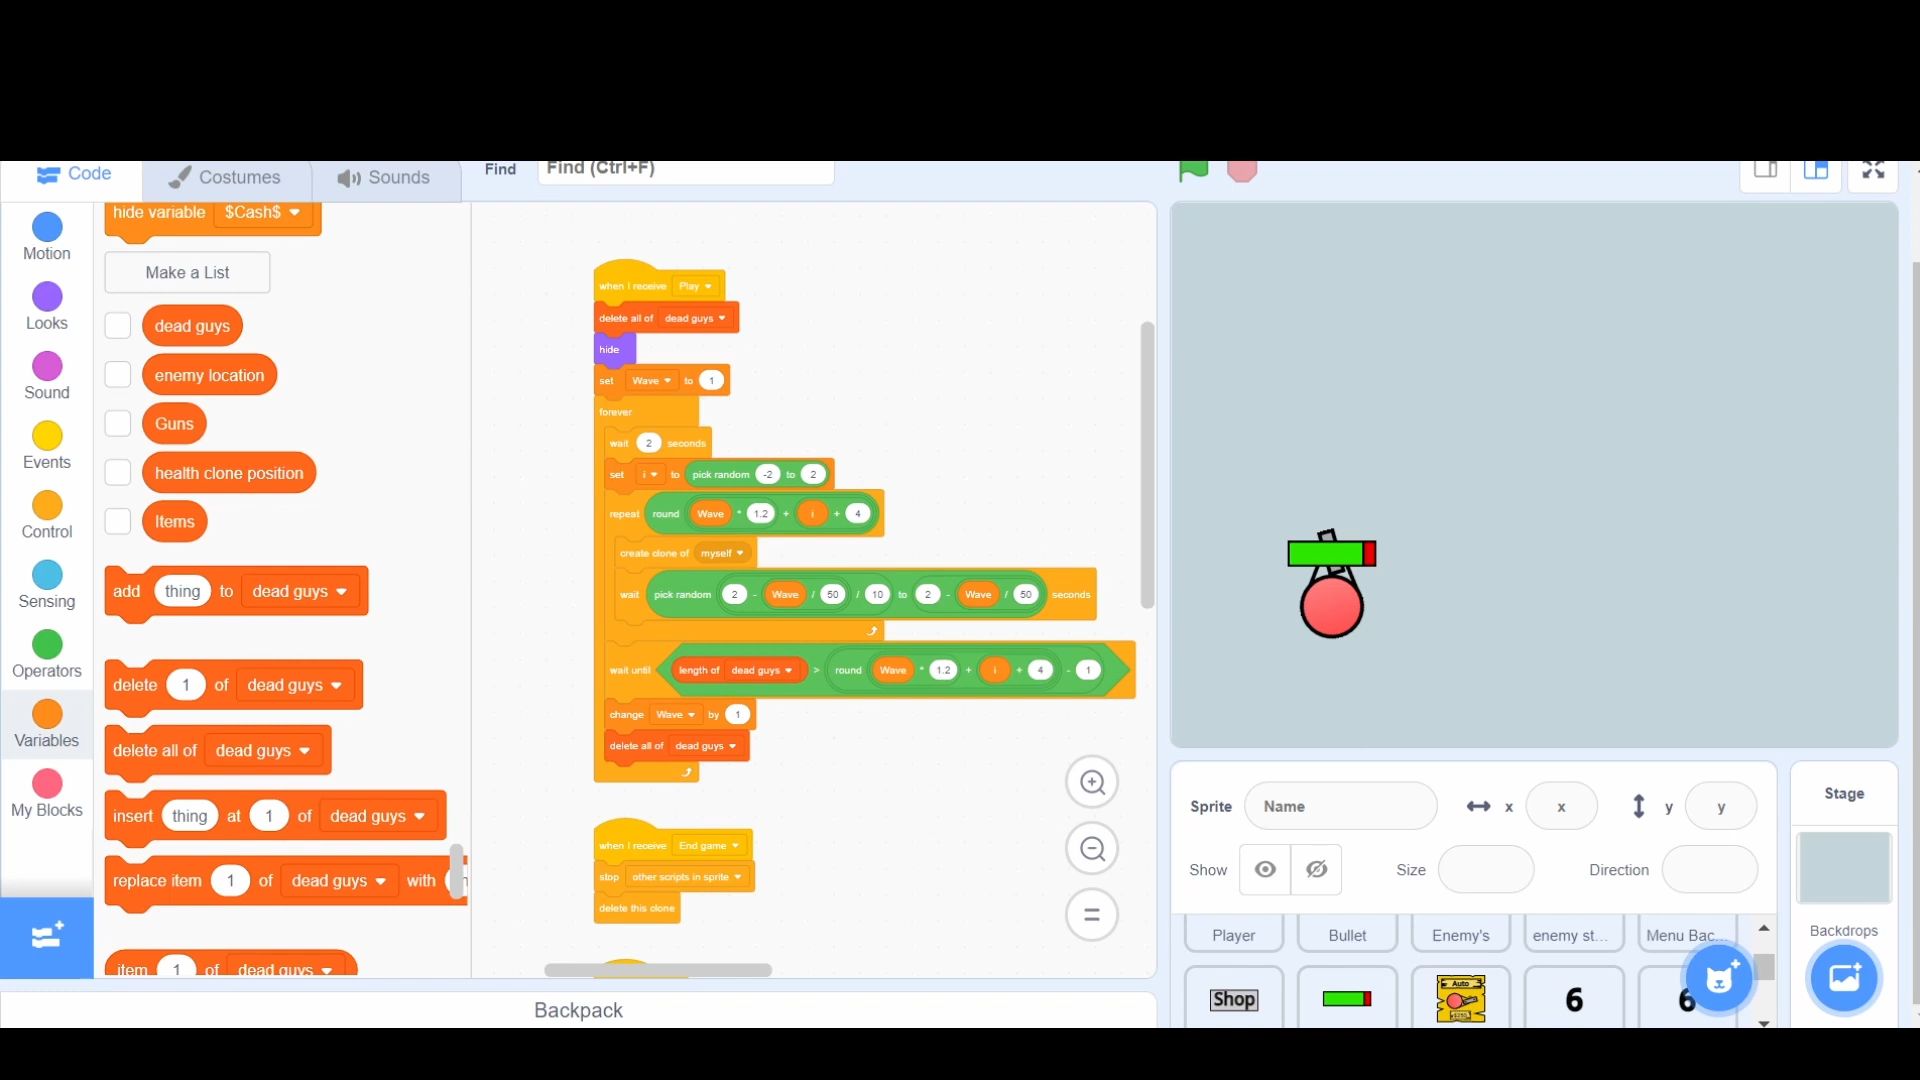 Code
Costumes
Sounds
Find
Find (Ctrl+F)
Motion
Looks
Sound
Events
Control
Sensing
Operators
Variables
My Blocks
hide variable $Cash$
Make a List
dead guys
enemy location
Guns
health clone position
Items
add thing to dead guys
delete 1 of dead guys
delete all of dead guys
insert thing at 1 of dead guys
replace item 1 of dead guys with
item 1 of dead guys
when I receive Play
delete all of dead guys
hide
set Wave to 1
forever
wait 2 seconds
set i to pick random -2 to 2
repeat round Wave * 1.2 + i + 4
create clone of myself
wait pick random 2 - Wave / 50 / 10 to 2 - Wave / 50 seconds
wait until length of dead guys > round Wave * 1.2 + i + 4 - 1
change Wave by 1
delete all of dead guys
when I receive End game
stop other scripts in sprite
delete this clone
Backpack
Sprite Name x x y y
Show Size Direction
Player
Bullet
Enemy's
enemy st...
Menu Bac...
Shop
Auto
6
6
Stage
Backdrops